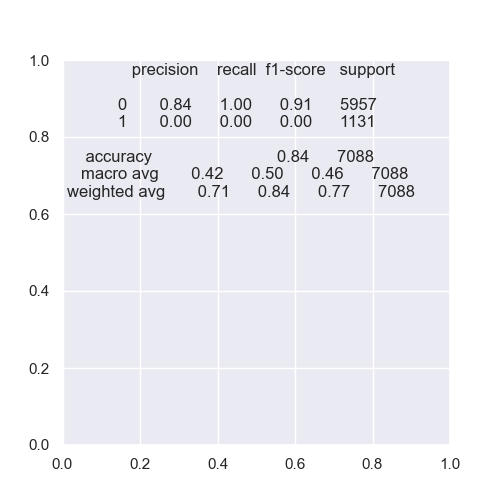 1.0
precision recall f1-score support
0 0.84 1.00 0.91 5957
1 0.00 0.00 0.00 1131
0.8
accuracy 0.84 7088
macro avg 0.42 0.50 0.46 7088
weighted avg 0.71 0.84 0.77 7088
0.6
0.4
0.2
0.0
0.0 0.2 0.4 0.6 0.8 1.0